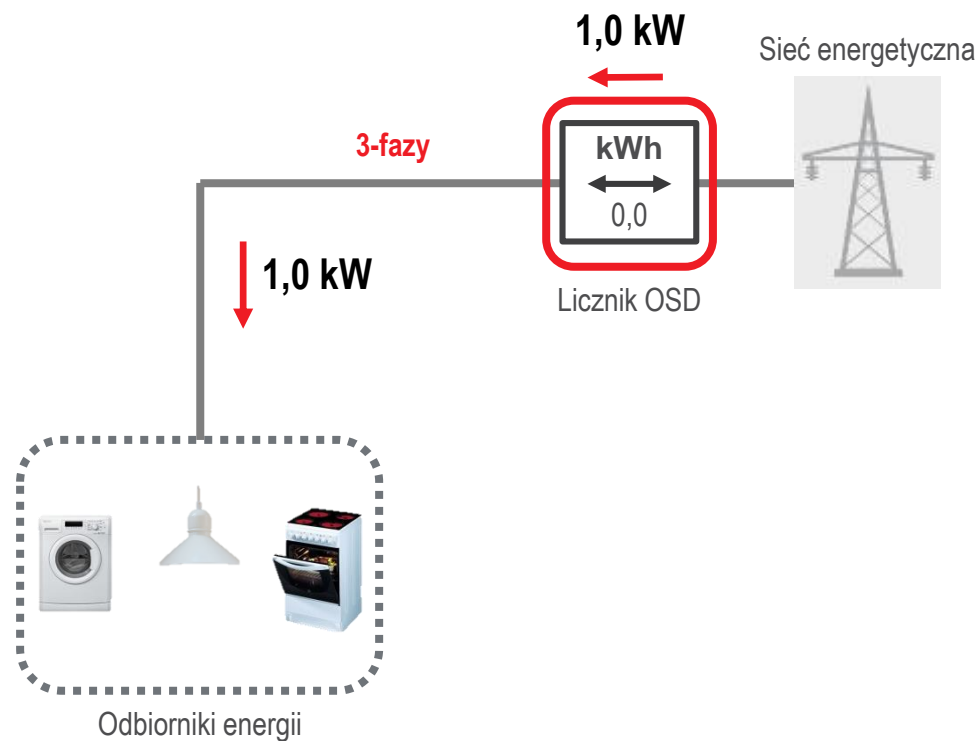 1,0 kW
Sieć energetyczna
3-fazy
kWh
0,0
1,0 kW
Licznik OSD
Odbiorniki energii